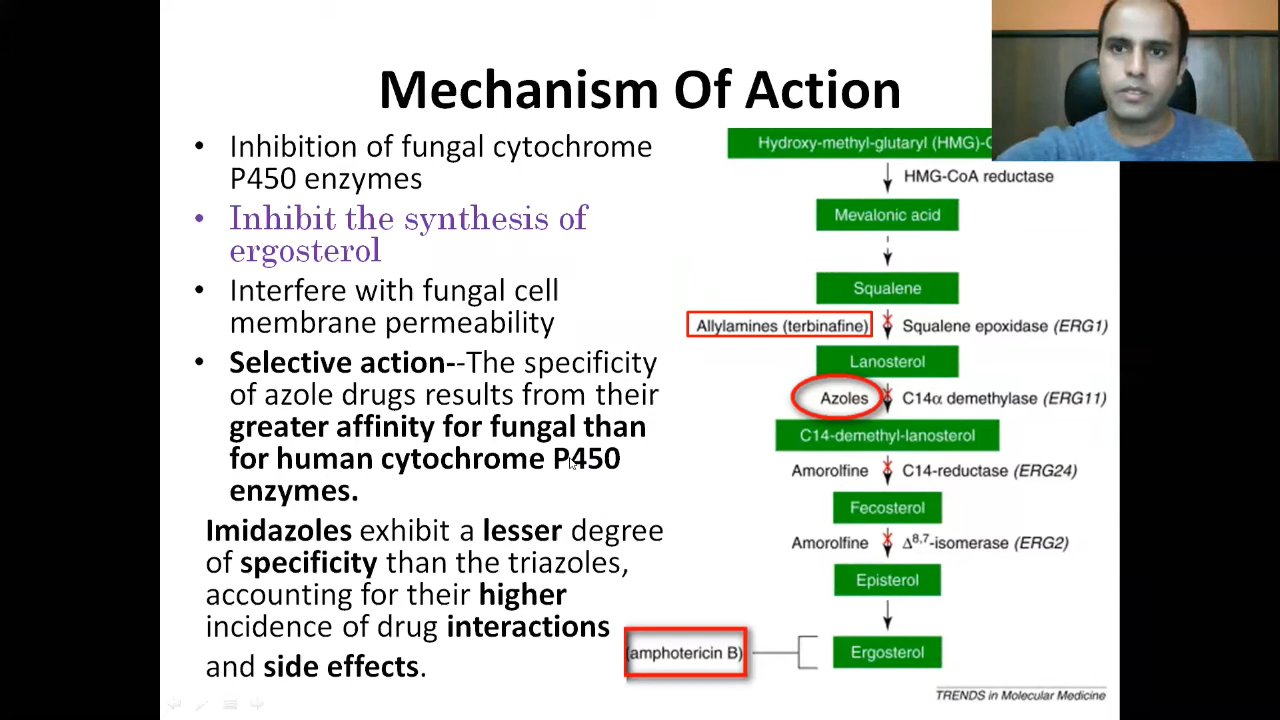 Mechanism Of Action
• Inhibition of fungal cytochrome
P450 enzymes
• Inhibit the synthesis of
ergosterol
• Interfere with fungal cell
membrane permeability
• Selective action--The specificity
of azole drugs results from their
greater affinity for fungal than
for human cytochrome P450
enzymes.
Imidazoles exhibit a lesser degree
of specificity than the triazoles,
accounting for their higher
incidence of drug interactions
and side effects.
Hydroxy-methyl-glutaryl (HMG)-C
HMG-CoA reductase
Mevalonic acid
Squalene
Allylamines (terbinafine) Squalene epoxidase (ERG1)
Lanosterol
Azoles C14α demethylase (ERG11)
C14-demethyl-lanosterol
Amorolfine C14-reductase (ERG24)
Fecosterol
Amorolfine Δ8,7-isomerase (ERG2)
Episterol
(amphotericin B) Ergosterol
TRENDS in Molecular Medicine